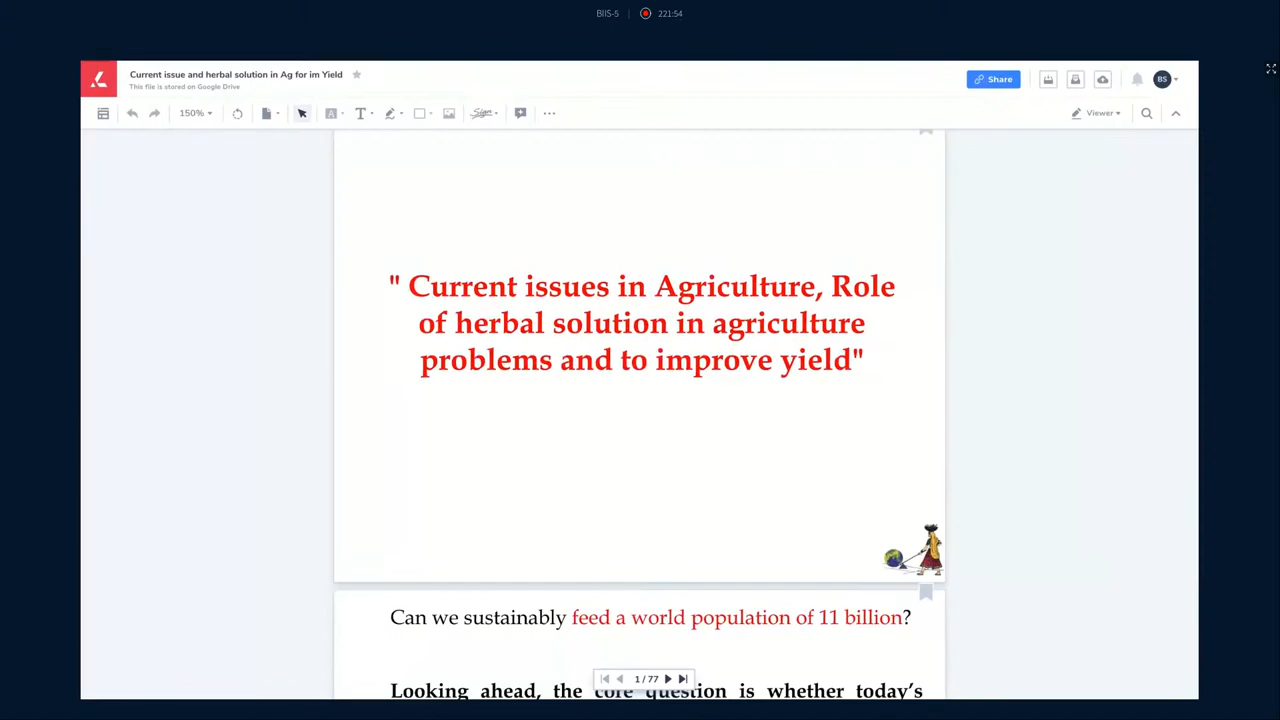 BIIS-5 | 221:54
Current issue and herbal solution in Ag for im Yield
This file is stored on Google Drive
Share
BS
150%
A
T
Sign
Viewer
" Current issues in Agriculture, Role
of herbal solution in agriculture
problems and to improve yield"
Can we sustainably feed a world population of 11 billion?
Looking ahead, the core question is whether today’s
1 / 77